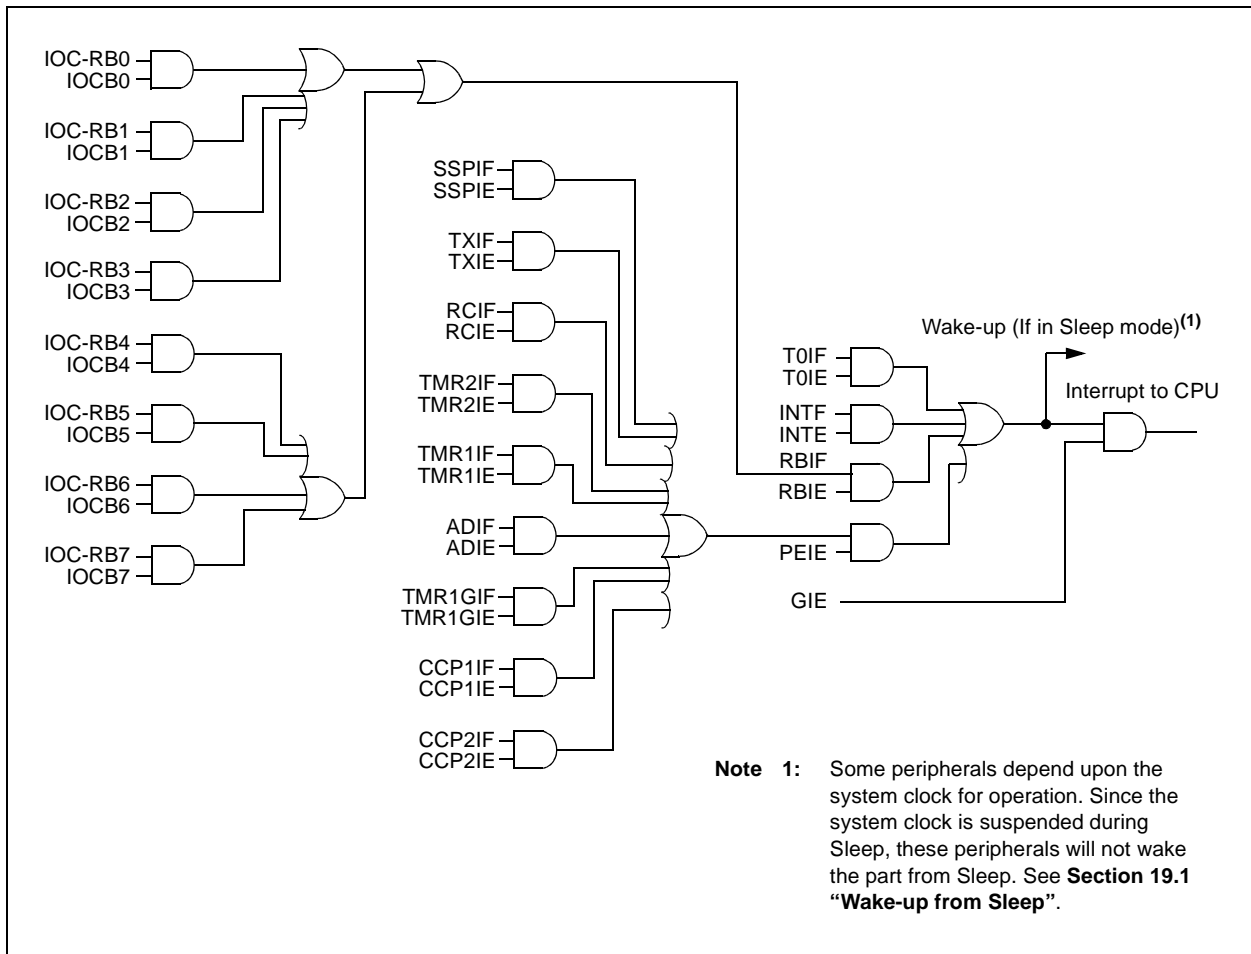 IOC-RB0
IOCB0
IOC-RB1
IOCB1
IOC-RB2
IOCB2
IOC-RB3
IOCB3
IOC-RB4
IOCB4
IOC-RB5
IOCB5
IOC-RB6
IOCB6
IOC-RB7
IOCB7
SSPIF
SSPIE
TXIF
TXIE
RCIF
RCIE
TMR2IF
TMR2IE
TMR1IF
TMR1IE
ADIF
ADIE
TMR1GIF
TMR1GIE
CCP1IF
CCP1IE
CCP2IF
CCP2IE
Wake-up (If in Sleep mode)(1)
T0IF
T0IE
Interrupt to CPU
INTF
INTE
RBIF
RBIE
PEIE
GIE
Note 1: Some peripherals depend upon the
system clock for operation. Since the
system clock is suspended during
Sleep, these peripherals will not wake
the part from Sleep. See Section 19.1
“Wake-up from Sleep”.